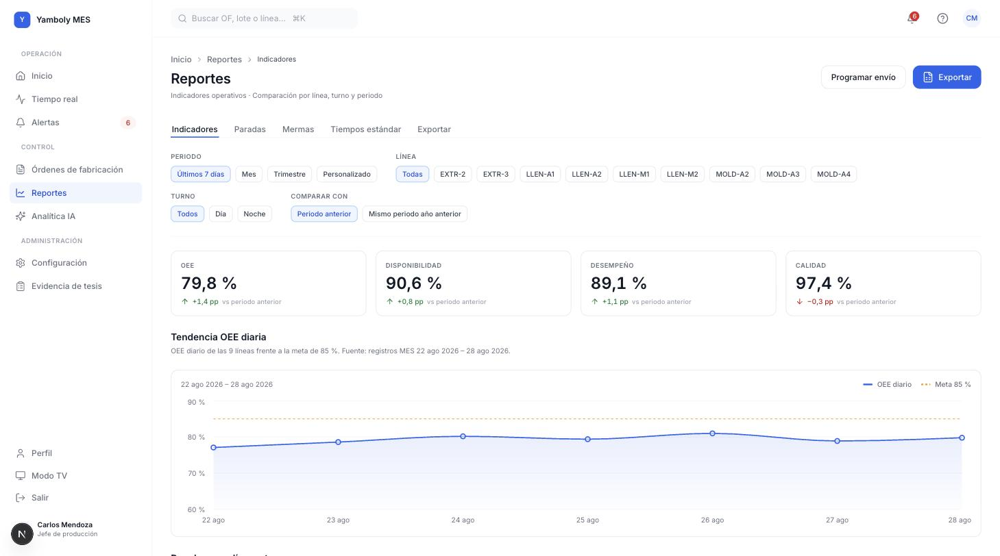 Y Yamboly MES
OPERACIÓN
Inicio
Tiempo real
Alertas 6
CONTROL
Órdenes de fabricación
Reportes
Analítica IA
ADMINISTRACIÓN
Configuración
Evidencia de tesis
Perfil
Modo TV
Salir
N
Carlos Mendoza
Jefe de producción
Buscar OF, lote o línea... ⌘K
6
CM
Inicio > Reportes > Indicadores
Reportes
Indicadores operativos · Comparación por línea, turno y periodo
Programar envío
Exportar
Indicadores Paradas Mermas Tiempos estándar Exportar
PERIODO
Últimos 7 días Mes Trimestre Personalizado
LÍNEA
Todas EXTR-2 EXTR-3 LLEN-A1 LLEN-A2 LLEN-M1 LLEN-M2 MOLD-A2 MOLD-A3 MOLD-A4
TURNO
Todos Día Noche
COMPARAR CON
Periodo anterior Mismo periodo año anterior
OEE
79,8 %
↑ +1,4 pp vs periodo anterior
DISPONIBILIDAD
90,6 %
↑ +0,8 pp vs periodo anterior
DESEMPEÑO
89,1 %
↑ +1,1 pp vs periodo anterior
CALIDAD
97,4 %
↓ −0,3 pp vs periodo anterior
Tendencia OEE diaria
OEE diario de las 9 líneas frente a la meta de 85 %. Fuente: registros MES 22 ago 2026 – 28 ago 2026.
22 ago 2026 – 28 ago 2026
OEE diario Meta 85 %
90 %
80 %
70 %
60 %
22 ago 23 ago 24 ago 25 ago 26 ago 27 ago 28 ago